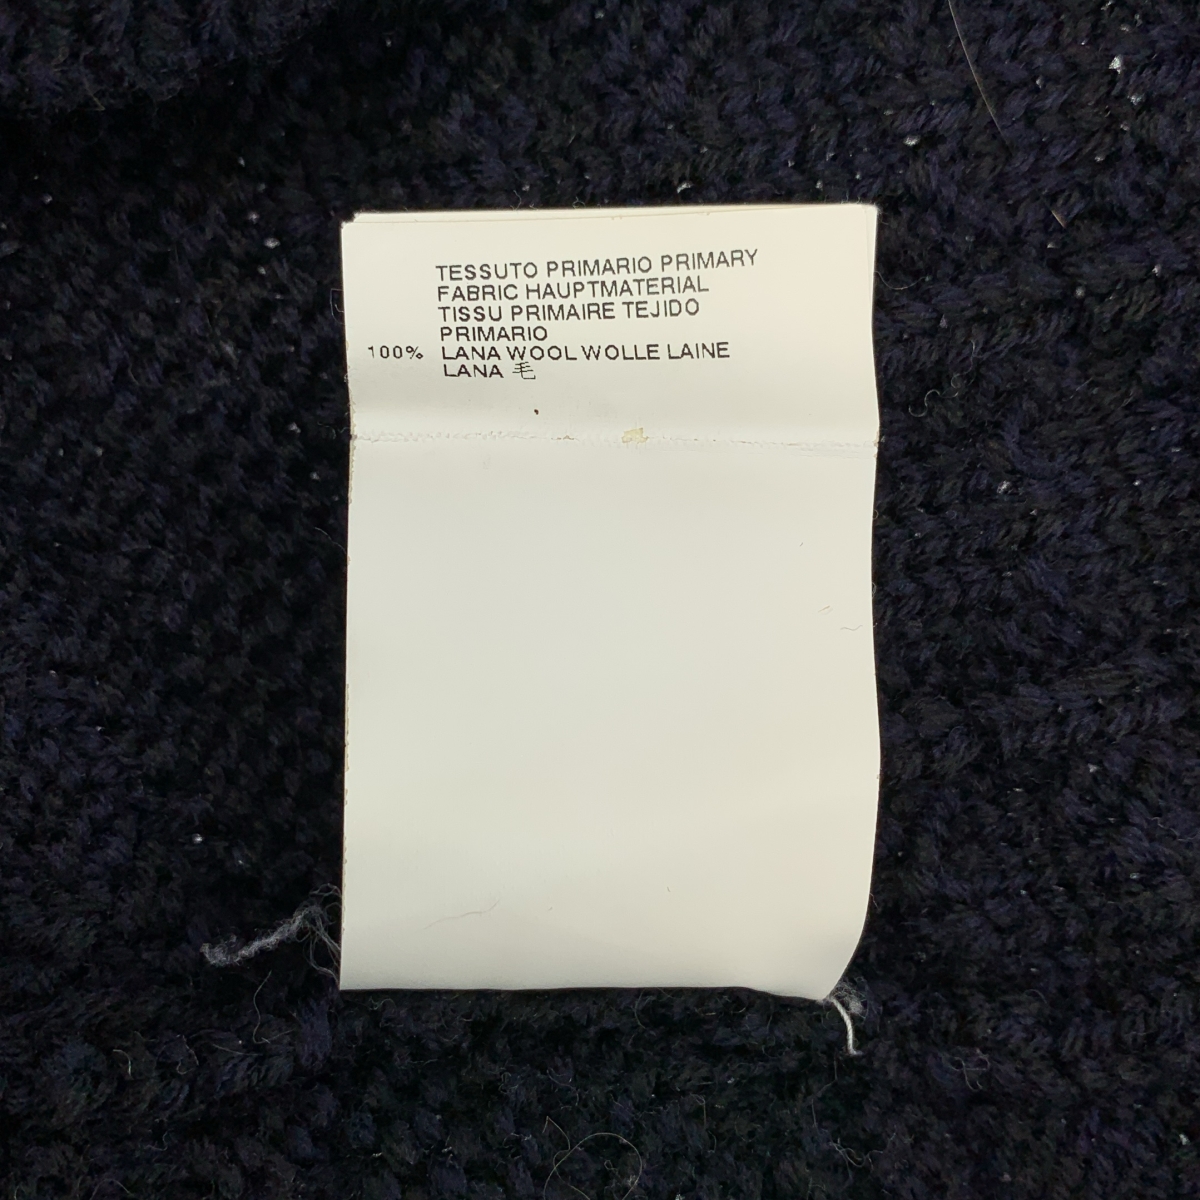 TESSUTO PRIMARIO PRIMARY
FABRIC HAUPTMATERIAL
TISSU PRIMAIRE TEJIDO
PRIMARIO
100% LANA WOOL WOLLE LAINE
LANA 毛